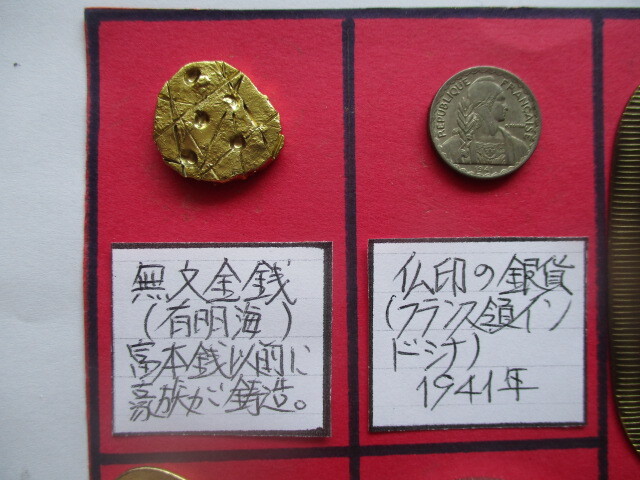 REPUBLIQUE FRANÇAISE
無文金銭
(有明海)
富本銭以前に
豪族が鋳造。
仏印の銀貨
(フランス領イン
ドシナ)
1941年